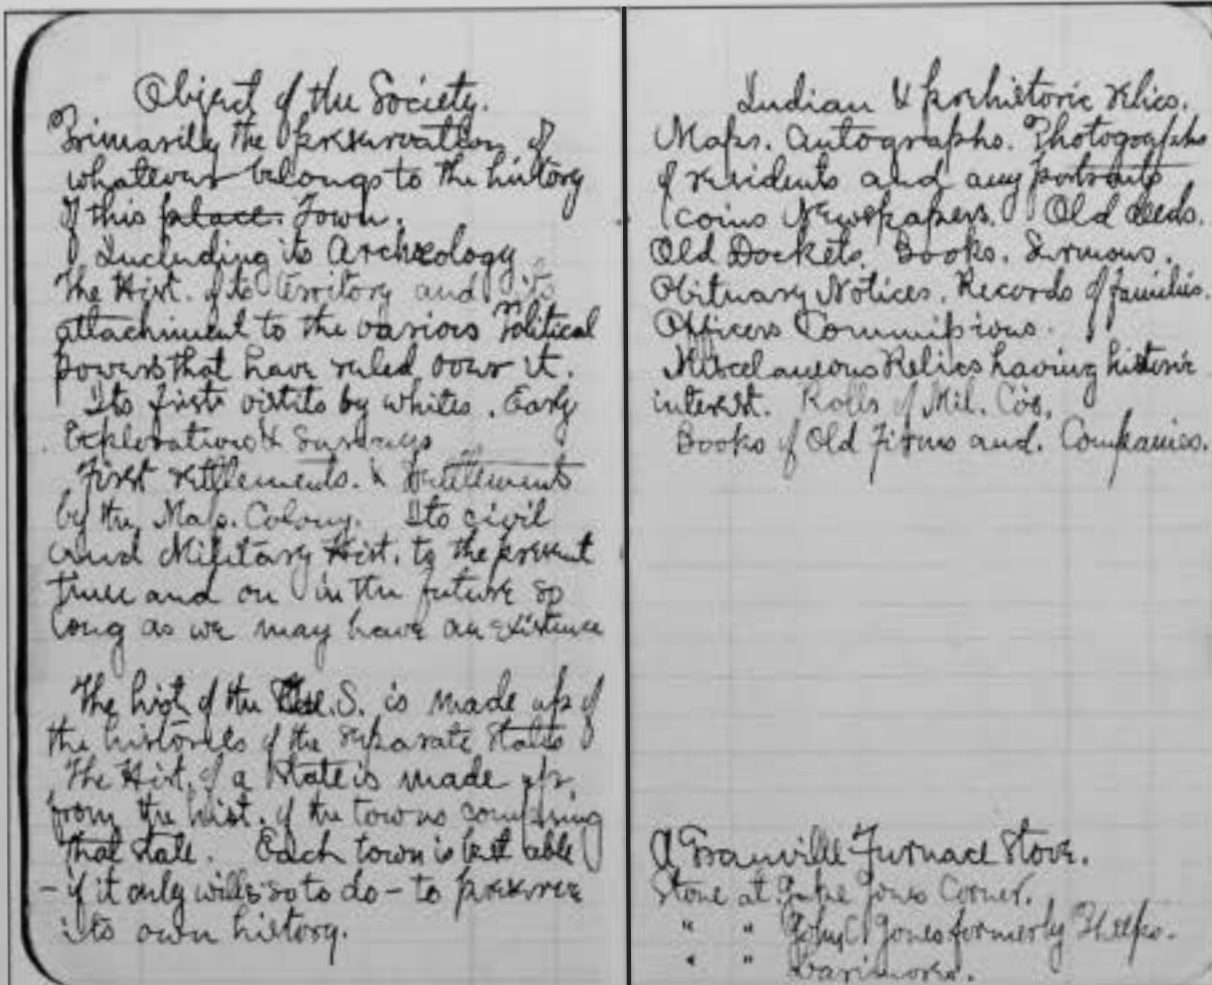 Object of the Society.
Primarily the preservation of
whatever belongs to the history
of this place. Town.
Including its Archæology
The Hist. of its territory and its
attachment to the various Political
powers that have ruled over it.
Its first visits by whites. Early
Explorations & Surveys
First settlements. & Settlements
by the Mass. Colony. Its civil
and Military Hist. to the present
time and on in the future so
long as we may have an existence
The hist of the U.S. is made up of
the histories of the separate States
The Hist. of a State is made up
from the hist. of the towns comprising
that state. Each town is best able
– if it only wills so to do – to preserve
its own history.
Indian & prehistoric relics.
Maps. Autographs. Photographs
of residents and any portraits
Coins Newspapers. Old deeds.
Old Dockets. Books. Sermons.
Obituary Notices. Records of families.
Officers Commissions.
Miscelaneous Relics having historic
interest. Rolls of Mil. Co's.
Books of Old Firms and. Companies.
A Granville Furnace Stove.
Stone at Jones Corner.
" " John C Jones formerly
" "